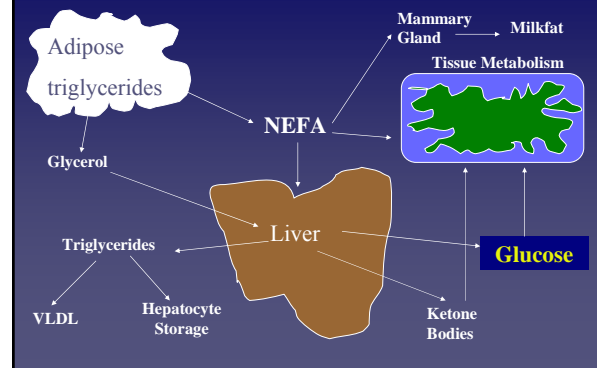 Mammary
Gland
Milkfat
Adipose
triglycerides
Tissue Metabolism
NEFA
Glycerol
Liver
Triglycerides
Glucose
VLDL
Hepatocyte
Storage
Ketone
Bodies